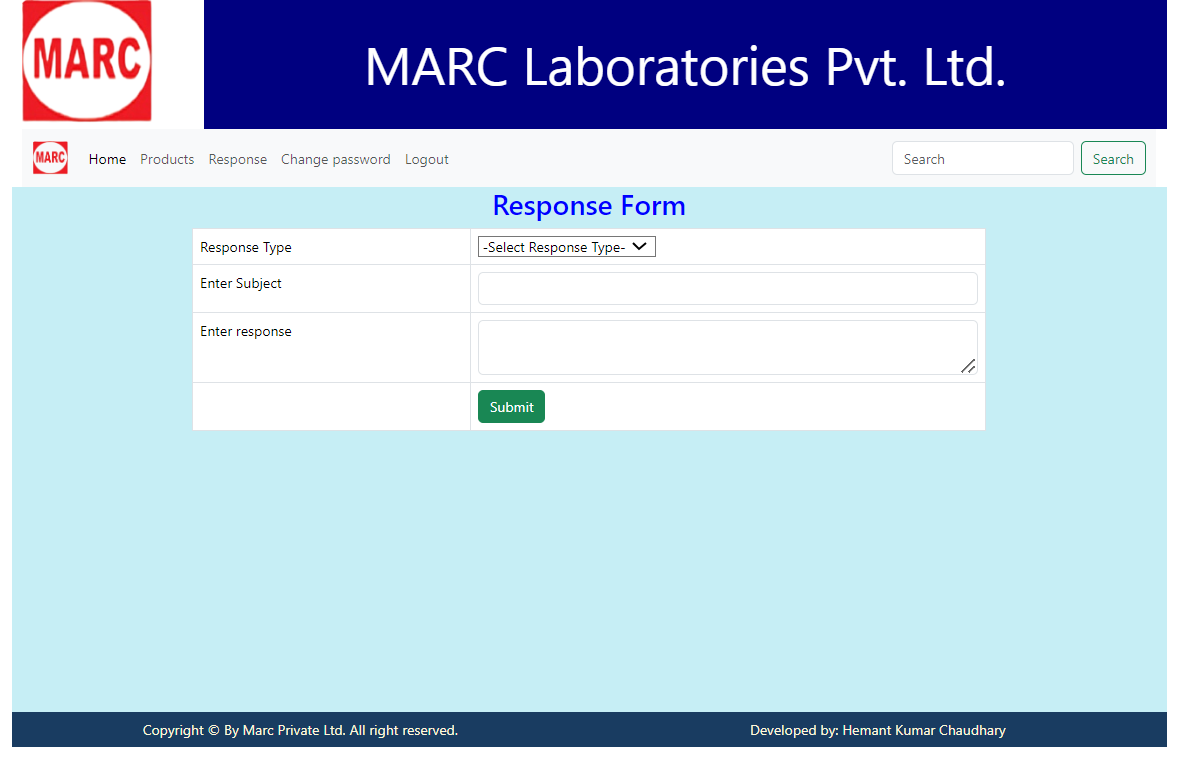 MARC
MARC Laboratories Pvt. Ltd.
MARC Home Products Response Change password Logout Search Search
Response Form
Response Type -Select Response Type-
Enter Subject
Enter response
Submit
Copyright © By Marc Private Ltd. All right reserved. Developed by: Hemant Kumar Chaudhary